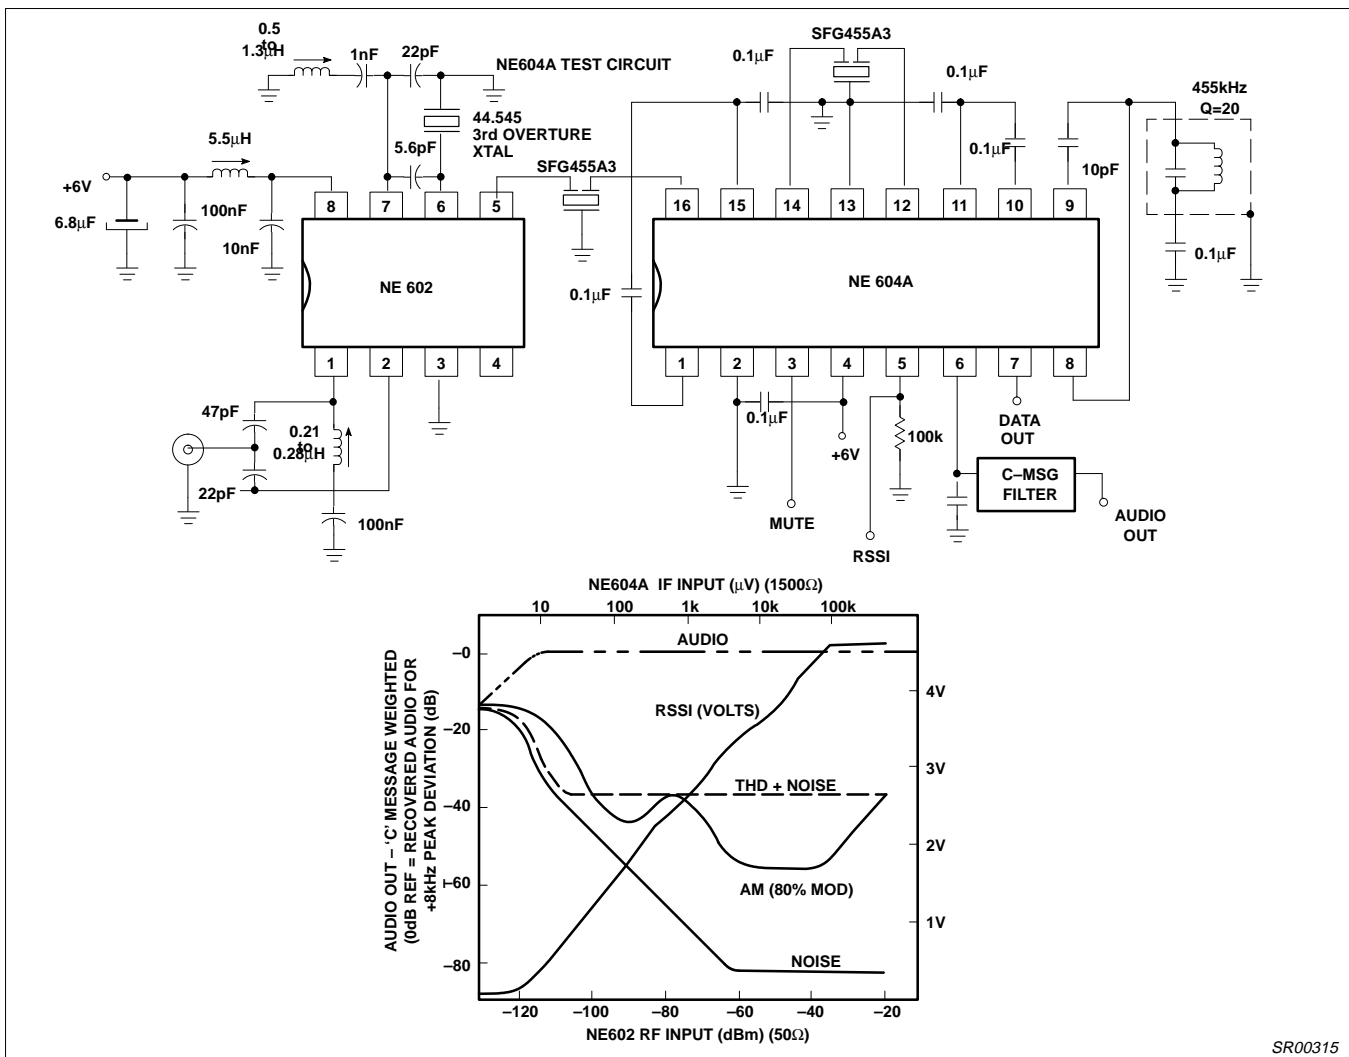 0.5
to
1.3µH
1nF
22pF
NE604A TEST CIRCUIT
44.545
3rd OVERTURE
XTAL
5.6pF
5.5µH
+6V
6.8µF
100nF
10nF
8
7
6
5
NE 602
1
2
3
4
47pF
0.21
to
0.28µH
22pF
100nF
SFG455A3
SFG455A3
0.1µF
0.1µF
0.1µF
10pF
455kHz
Q=20
0.1µF
0.1µF
16
15
14
13
12
11
10
9
NE 604A
1
2
3
4
5
6
7
8
0.1µF
+6V
100k
DATA
OUT
C–MSG
FILTER
AUDIO
OUT
MUTE
RSSI
NE604A IF INPUT (µV) (1500Ω)
10
100
1k
10k
100k
AUDIO
RSSI (VOLTS)
THD + NOISE
AM (80% MOD)
NOISE
AUDIO OUT – ‘C’ MESSAGE WEIGHTED
(0dB REF = RECOVERED AUDIO FOR
+8kHz PEAK DEVIATION (dB)
–0
–20
–40
–60
–80
4V
3V
2V
1V
–120
–100
–80
–60
–40
–20
NE602 RF INPUT (dBm) (50Ω)
SR00315